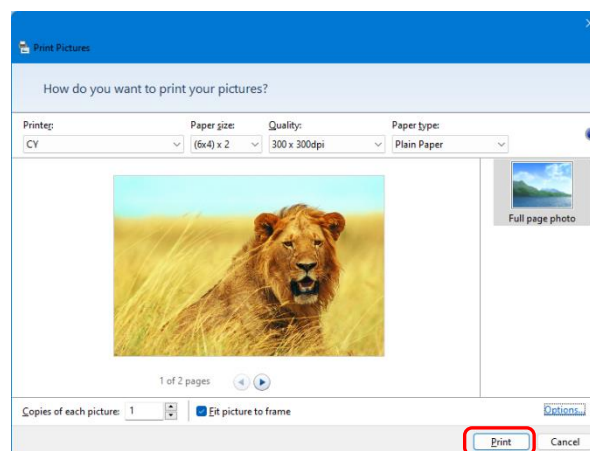 Print Pictures
How do you want to print your pictures?
Printer: Paper size: Quality: Paper type:
CY (6x4) x 2 300 x 300dpi Plain Paper
Full page photo
1 of 2 pages
Copies of each picture: 1 Fit picture to frame Options...
Print Cancel